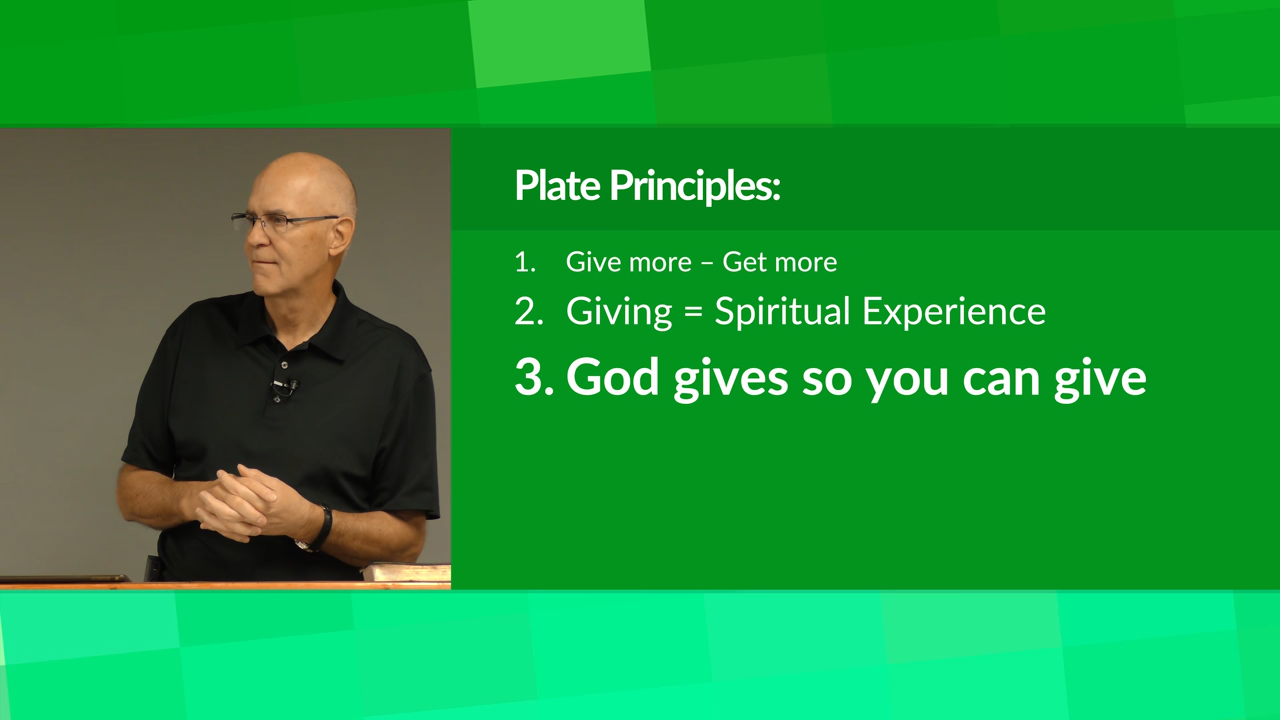 Plate Principles:
1. Give more – Get more
2. Giving = Spiritual Experience
3. God gives so you can give